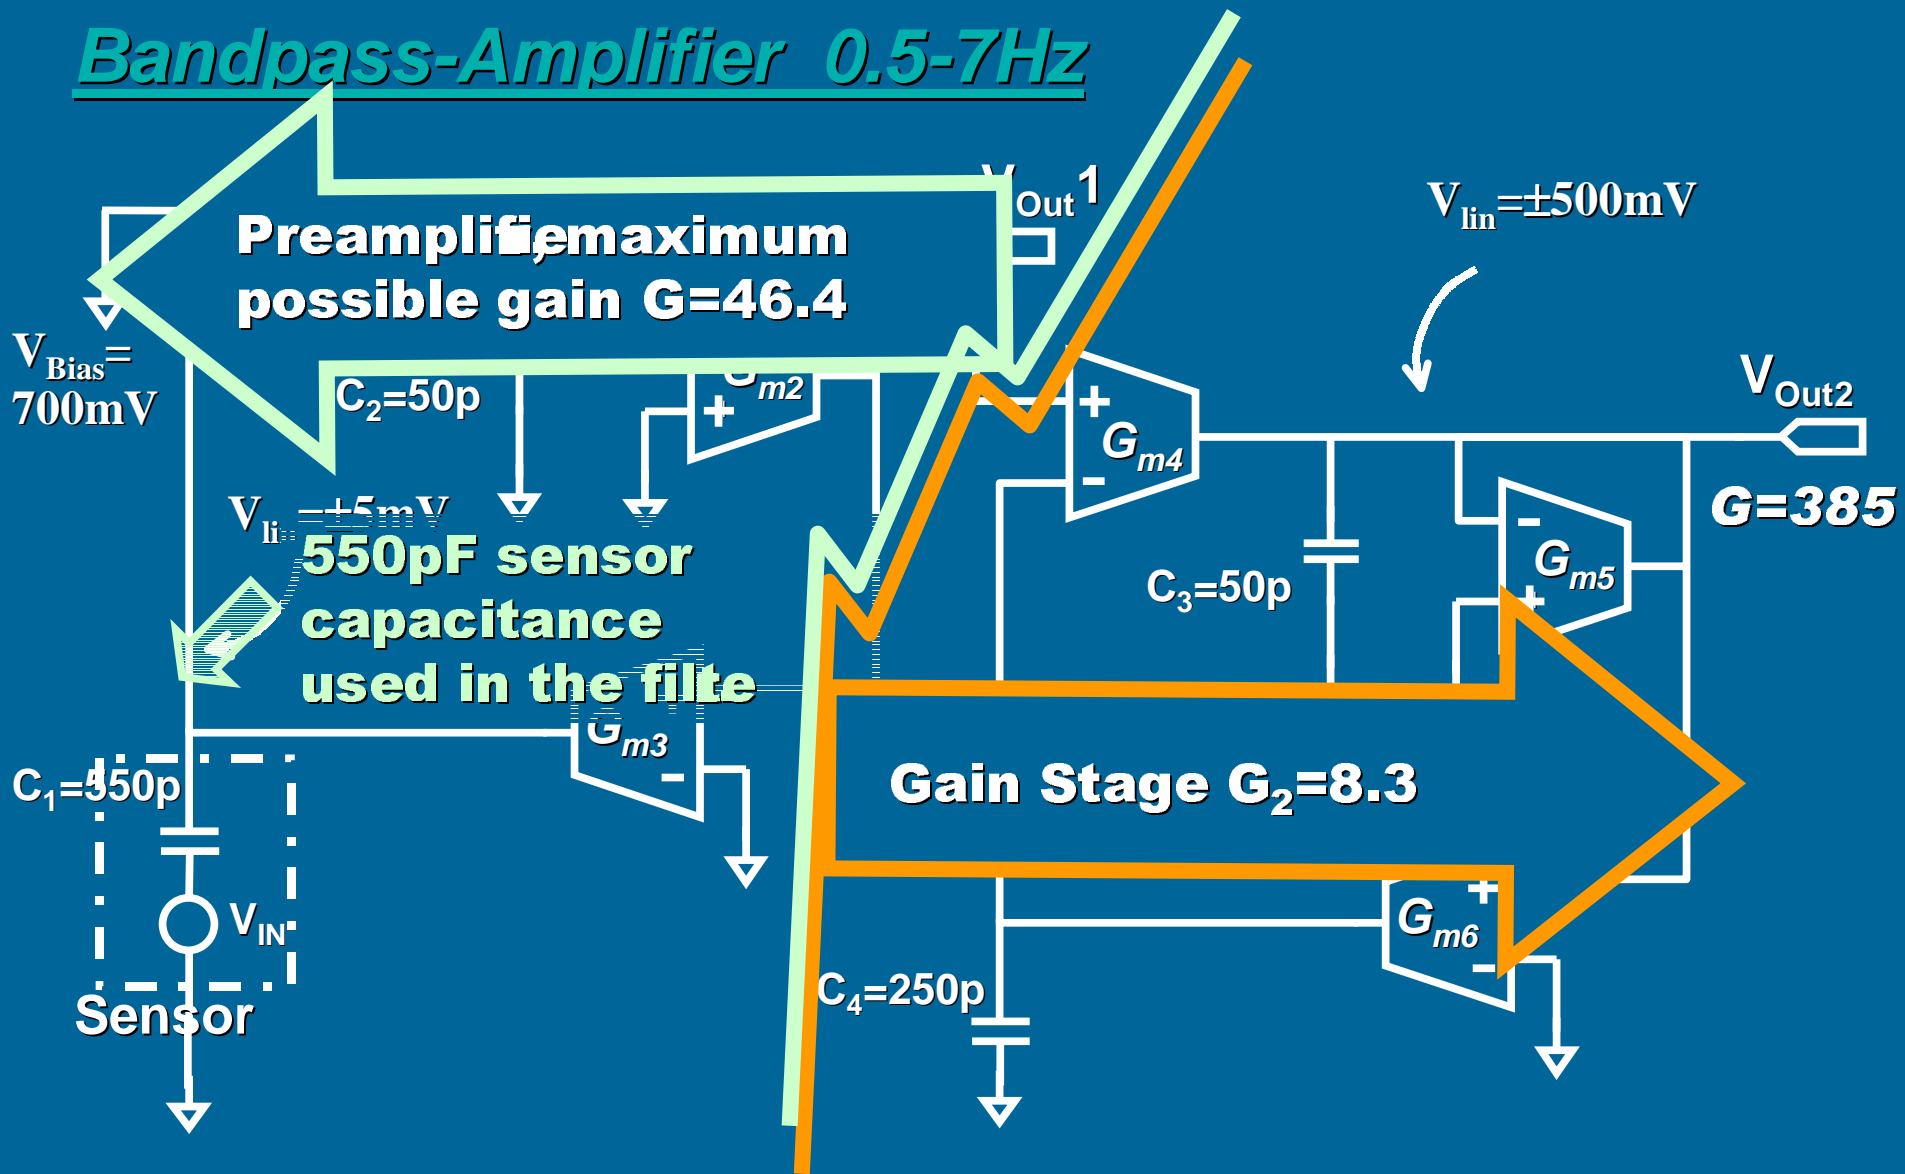 Bandpass-Amplifier 0.5-7Hz
VOut1
Vlin=±500mV
maximum
possible gain G=46.4
VBias=
700mV
C2=50p
Gm2
Gm4
VOut2
G=385
=±5mV
550pF sensor
capacitance
used in the filte
Gm5
C3=50p
Gm3
C1=550p
Gain Stage G2=8.3
VIN
Gm6
C4=250p
Sensor